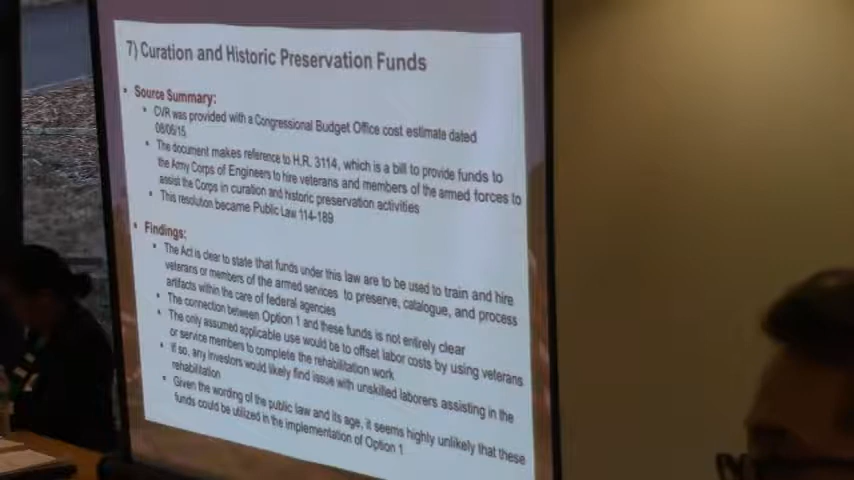 7) Curation and Historic Preservation Funds
• Source Summary:
• CVR was provided with a Congressional Budget Office cost estimate dated
08/06/15
• The document makes reference to H.R. 3114, which is a bill to provide funds to
the Army Corps of Engineers to hire veterans and members of the armed forces to
assist the Corps in curation and historic preservation activities
• This resolution became Public Law 114-189
• Findings:
• The Act is clear to state that funds under this law are to be used to train and hire
veterans or members of the armed services to preserve, catalogue, and process
artifacts within the care of federal agencies
• The connection between Option 1 and these funds is not entirely clear
• The only assumed applicable use would be to offset labor costs by using veterans
or service members to complete the rehabilitation work
• If so, any investors would likely find issue with unskilled laborers assisting in the
rehabilitation
• Given the wording of the public law and its age, it seems highly unlikely that these
funds could be utilized in the implementation of Option 1